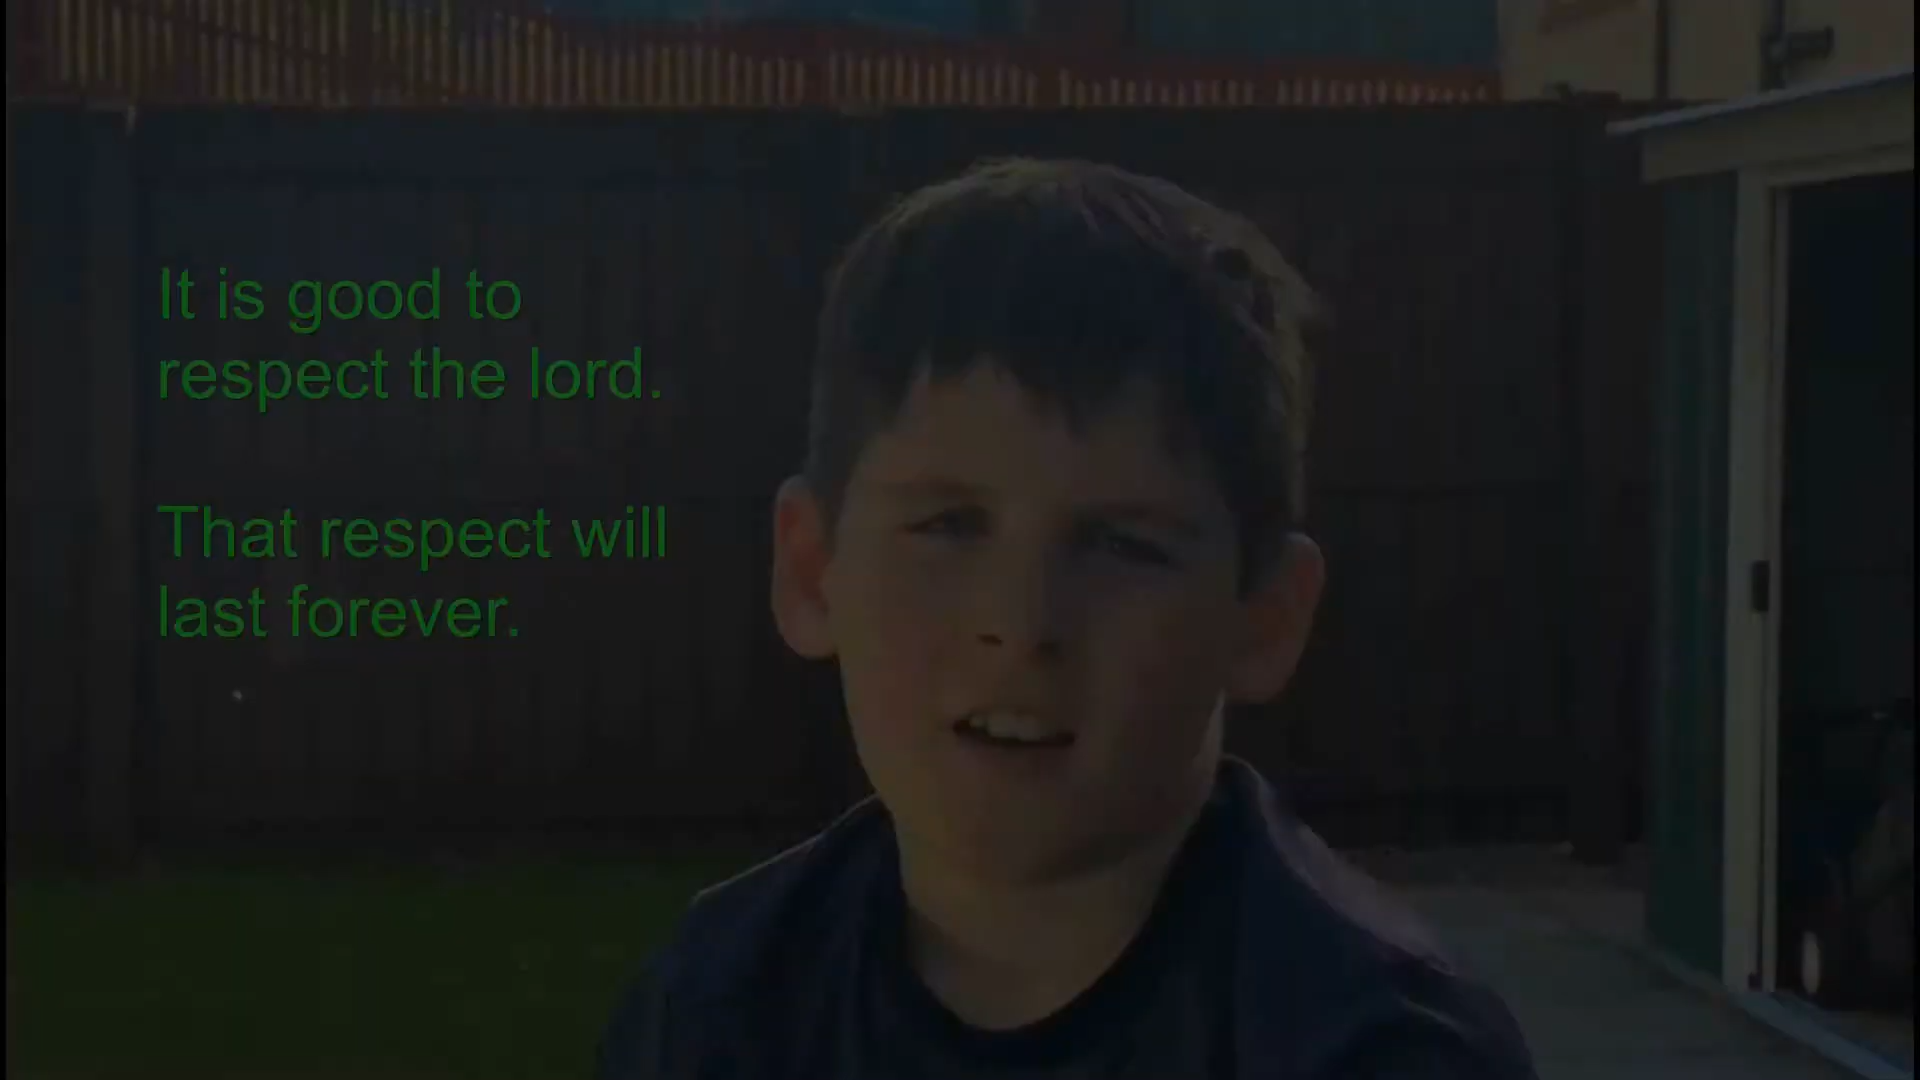 It is good to
respect the lord.
That respect will
last forever.